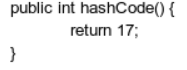 public int hashCode() {
return 17;
}